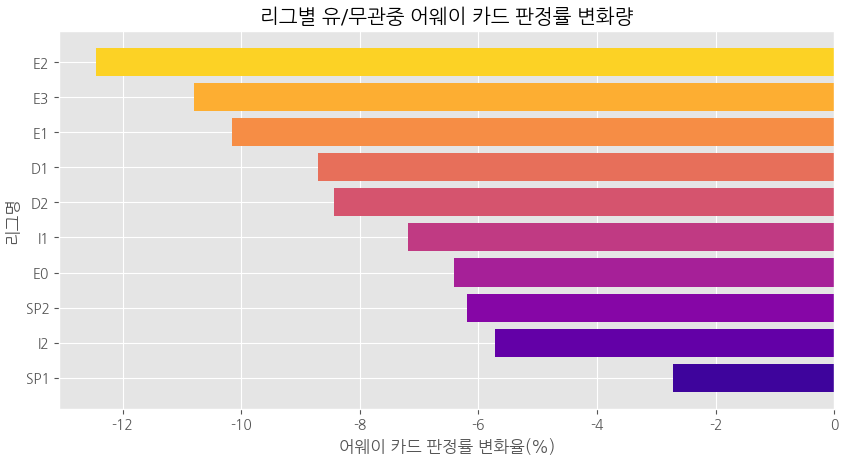 리그별 유/무관중 어웨이 카드 판정률 변화량
리그명
E2
E3
E1
D1
D2
I1
E0
SP2
I2
SP1
-12 -10 -8 -6 -4 -2 0
어웨이 카드 판정률 변화율(%)